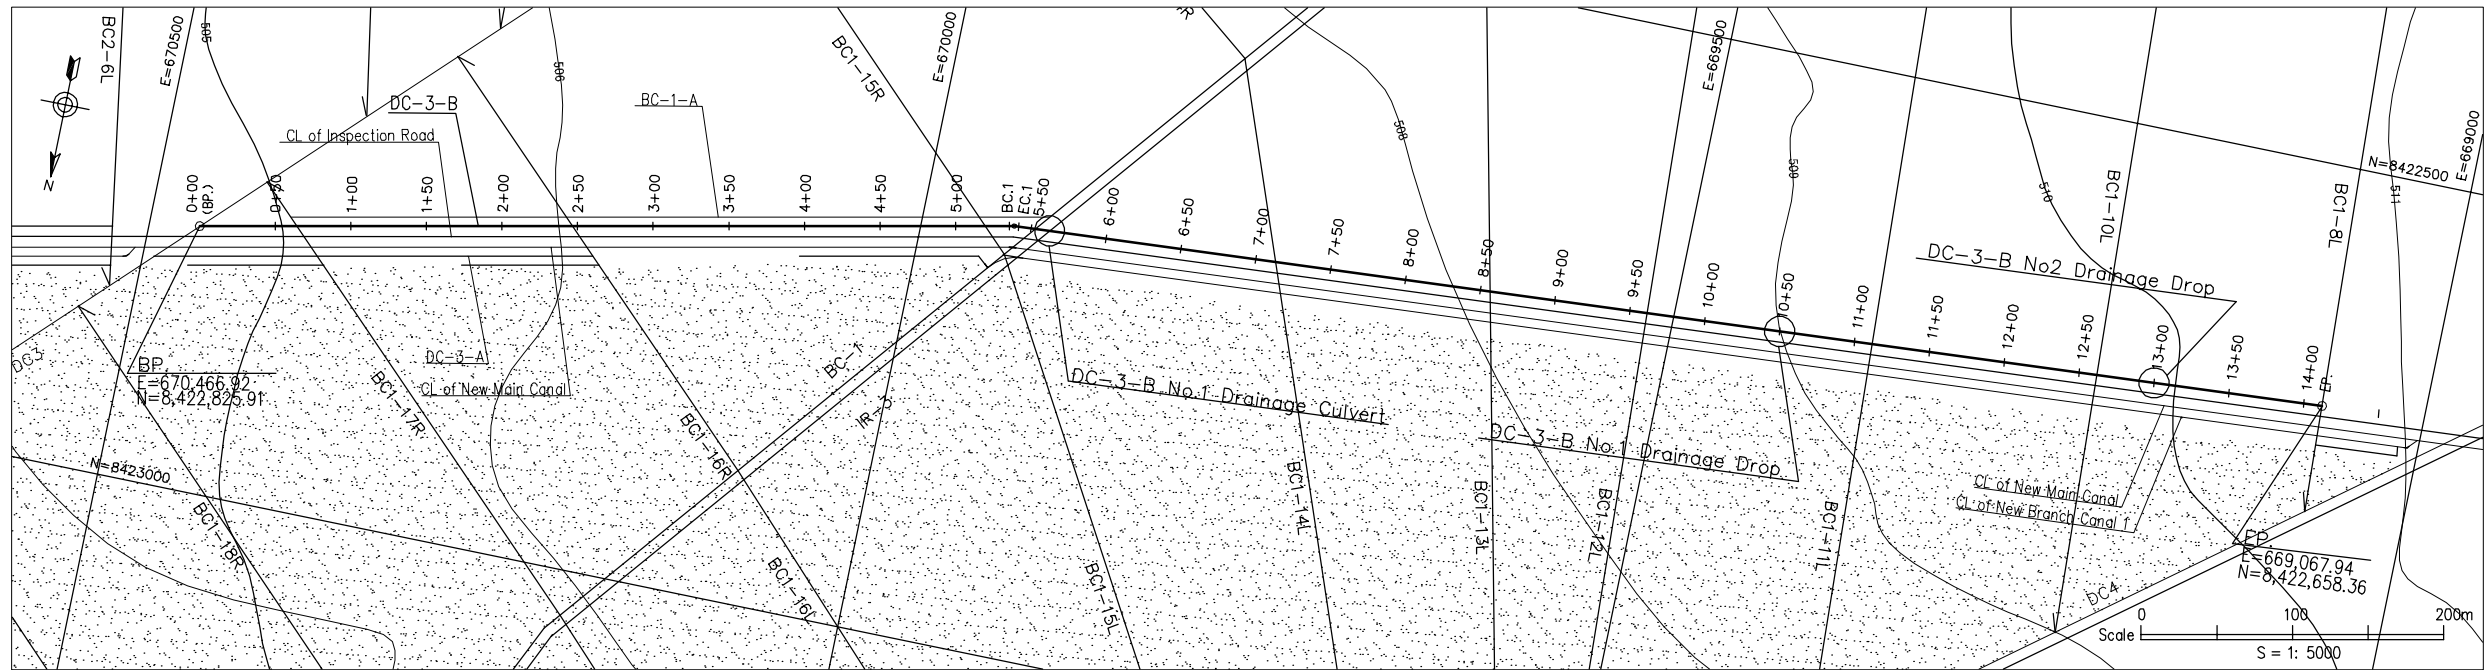 BC2-6L
E=670500
505
506
BC1-15R
E=670000
R
E=669500
508
509
510
BC1-10L
BC1-8L
N=8422500
E=669000
511
N
DC-3-B
CL of Inspection Road
BC-1-A
0+00
(BP.)
0+50
1+00
1+50
2+00
2+50
3+00
3+50
4+00
4+50
5+00
BC.1
EC.1
5+50
6+00
6+50
7+00
7+50
8+00
8+50
9+00
9+50
10+00
10+50
11+00
11+50
12+00
12+50
13+00
13+50
14+00
EP.
DC-3-B No2 Drainage Drop
DC3
BP.
E=670,466.92
N=8,422,825.91
BC1-17R
DC-3-A
CL of New Main Canal
BC-1
IR-5
DC-3-B No.1 Drainage Culvert
DC-3-B No.1 Drainage Drop
N=8423000
BC1-18R
BC1-16R
BC1-16L
BC1-15L
BC1-14L
BC1-13L
BC1-12L
BC1-11L
CL of New Main Canal
CL of New Branch Canal 1
EP.
E=669,067.94
N=8,422,658.36
DC4
0 100 200m
Scale
S = 1: 5000